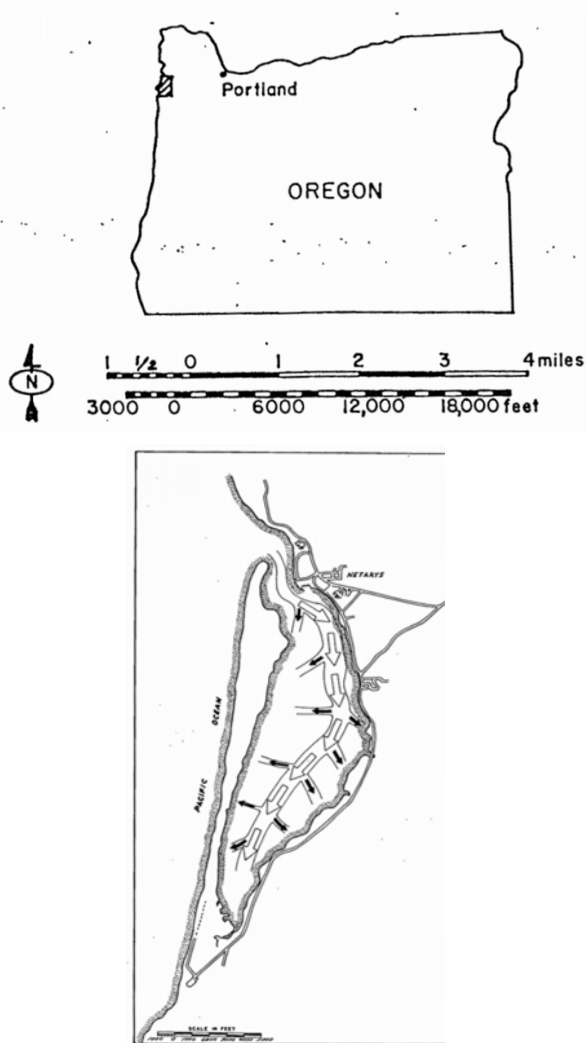 Portland
OREGON
1 1/2 0 1 2 3 4 miles
N
3000 0 6000 12,000 18,000 feet
NETARTS
PACIFIC OCEAN
SCALE IN FEET